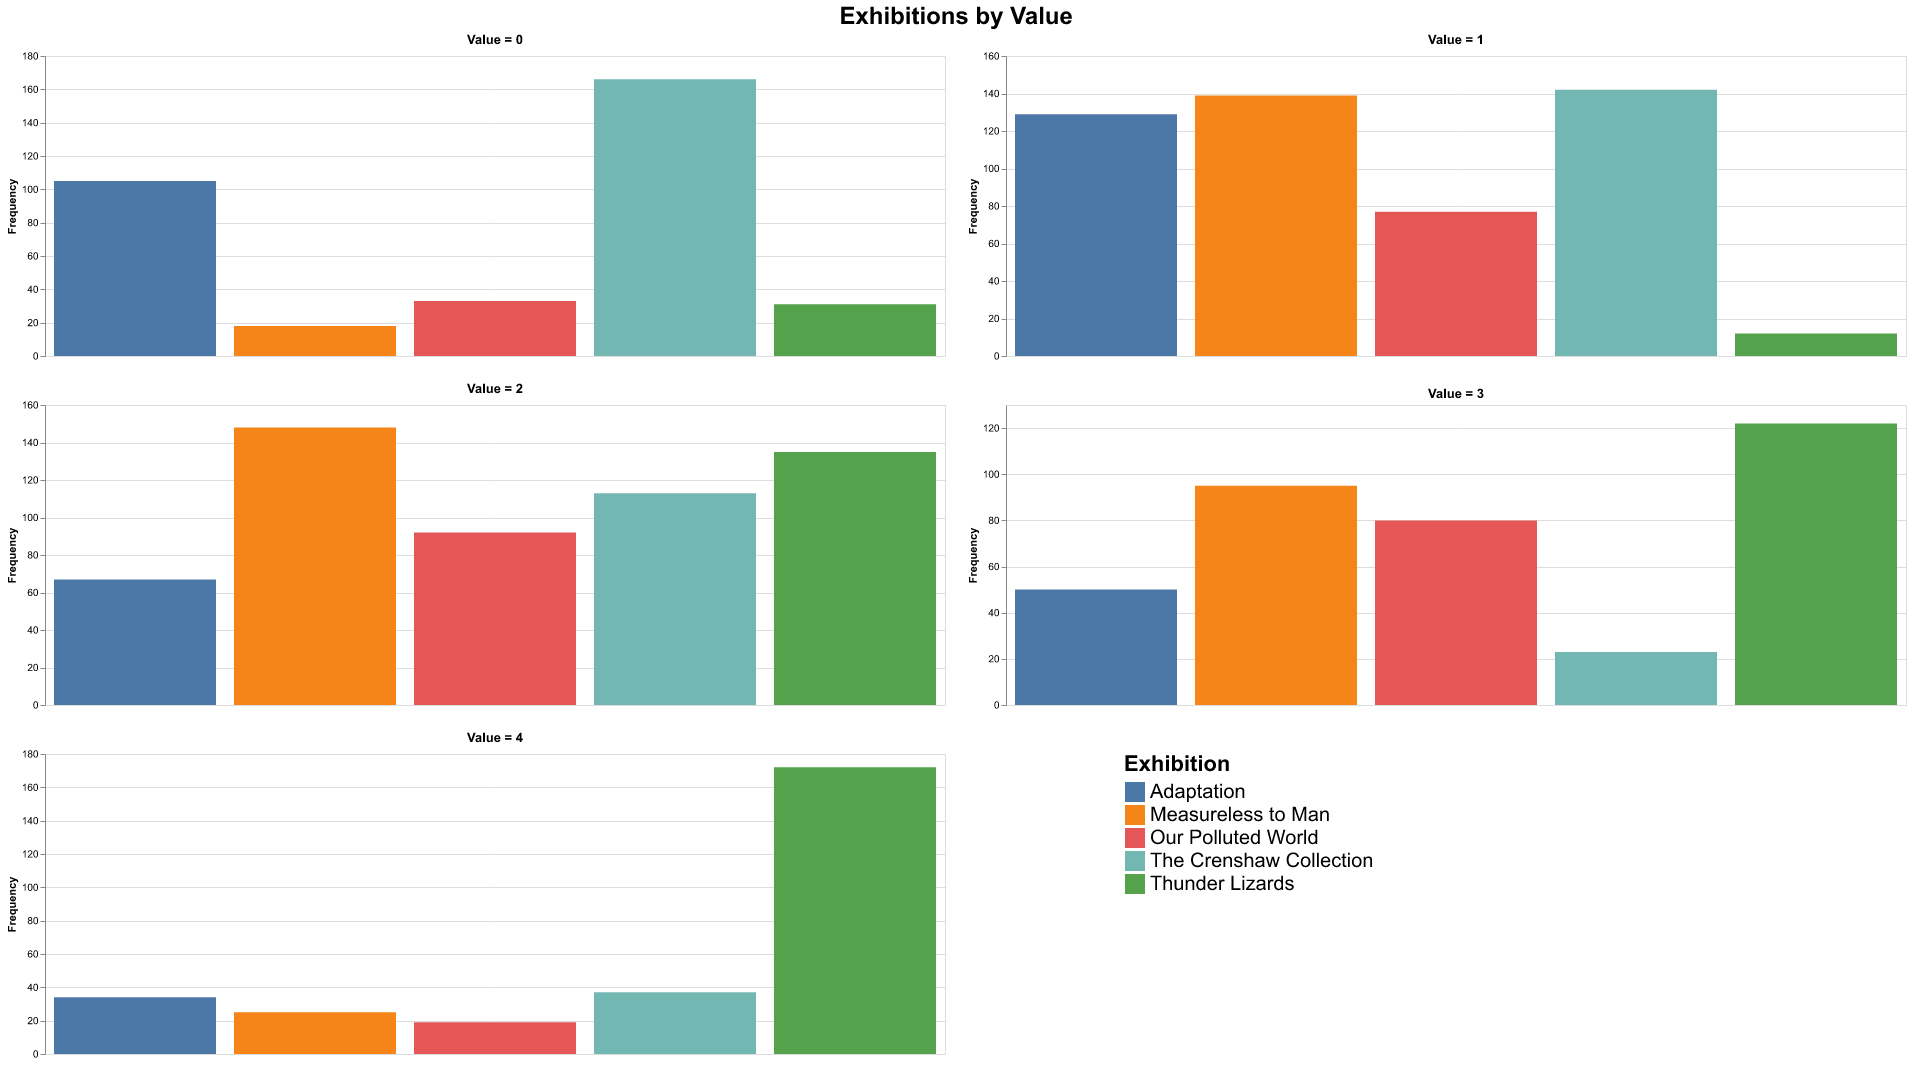 Exhibitions by Value
Value = 0
Frequency
180
160
140
120
100
80
60
40
20
0
Value = 1
Frequency
160
140
120
100
80
60
40
20
0
Value = 2
Frequency
160
140
120
100
80
60
40
20
0
Value = 3
Frequency
120
100
80
60
40
20
0
Value = 4
Frequency
180
160
140
120
100
80
60
40
20
0
Exhibition
Adaptation
Measureless to Man
Our Polluted World
The Crenshaw Collection
Thunder Lizards